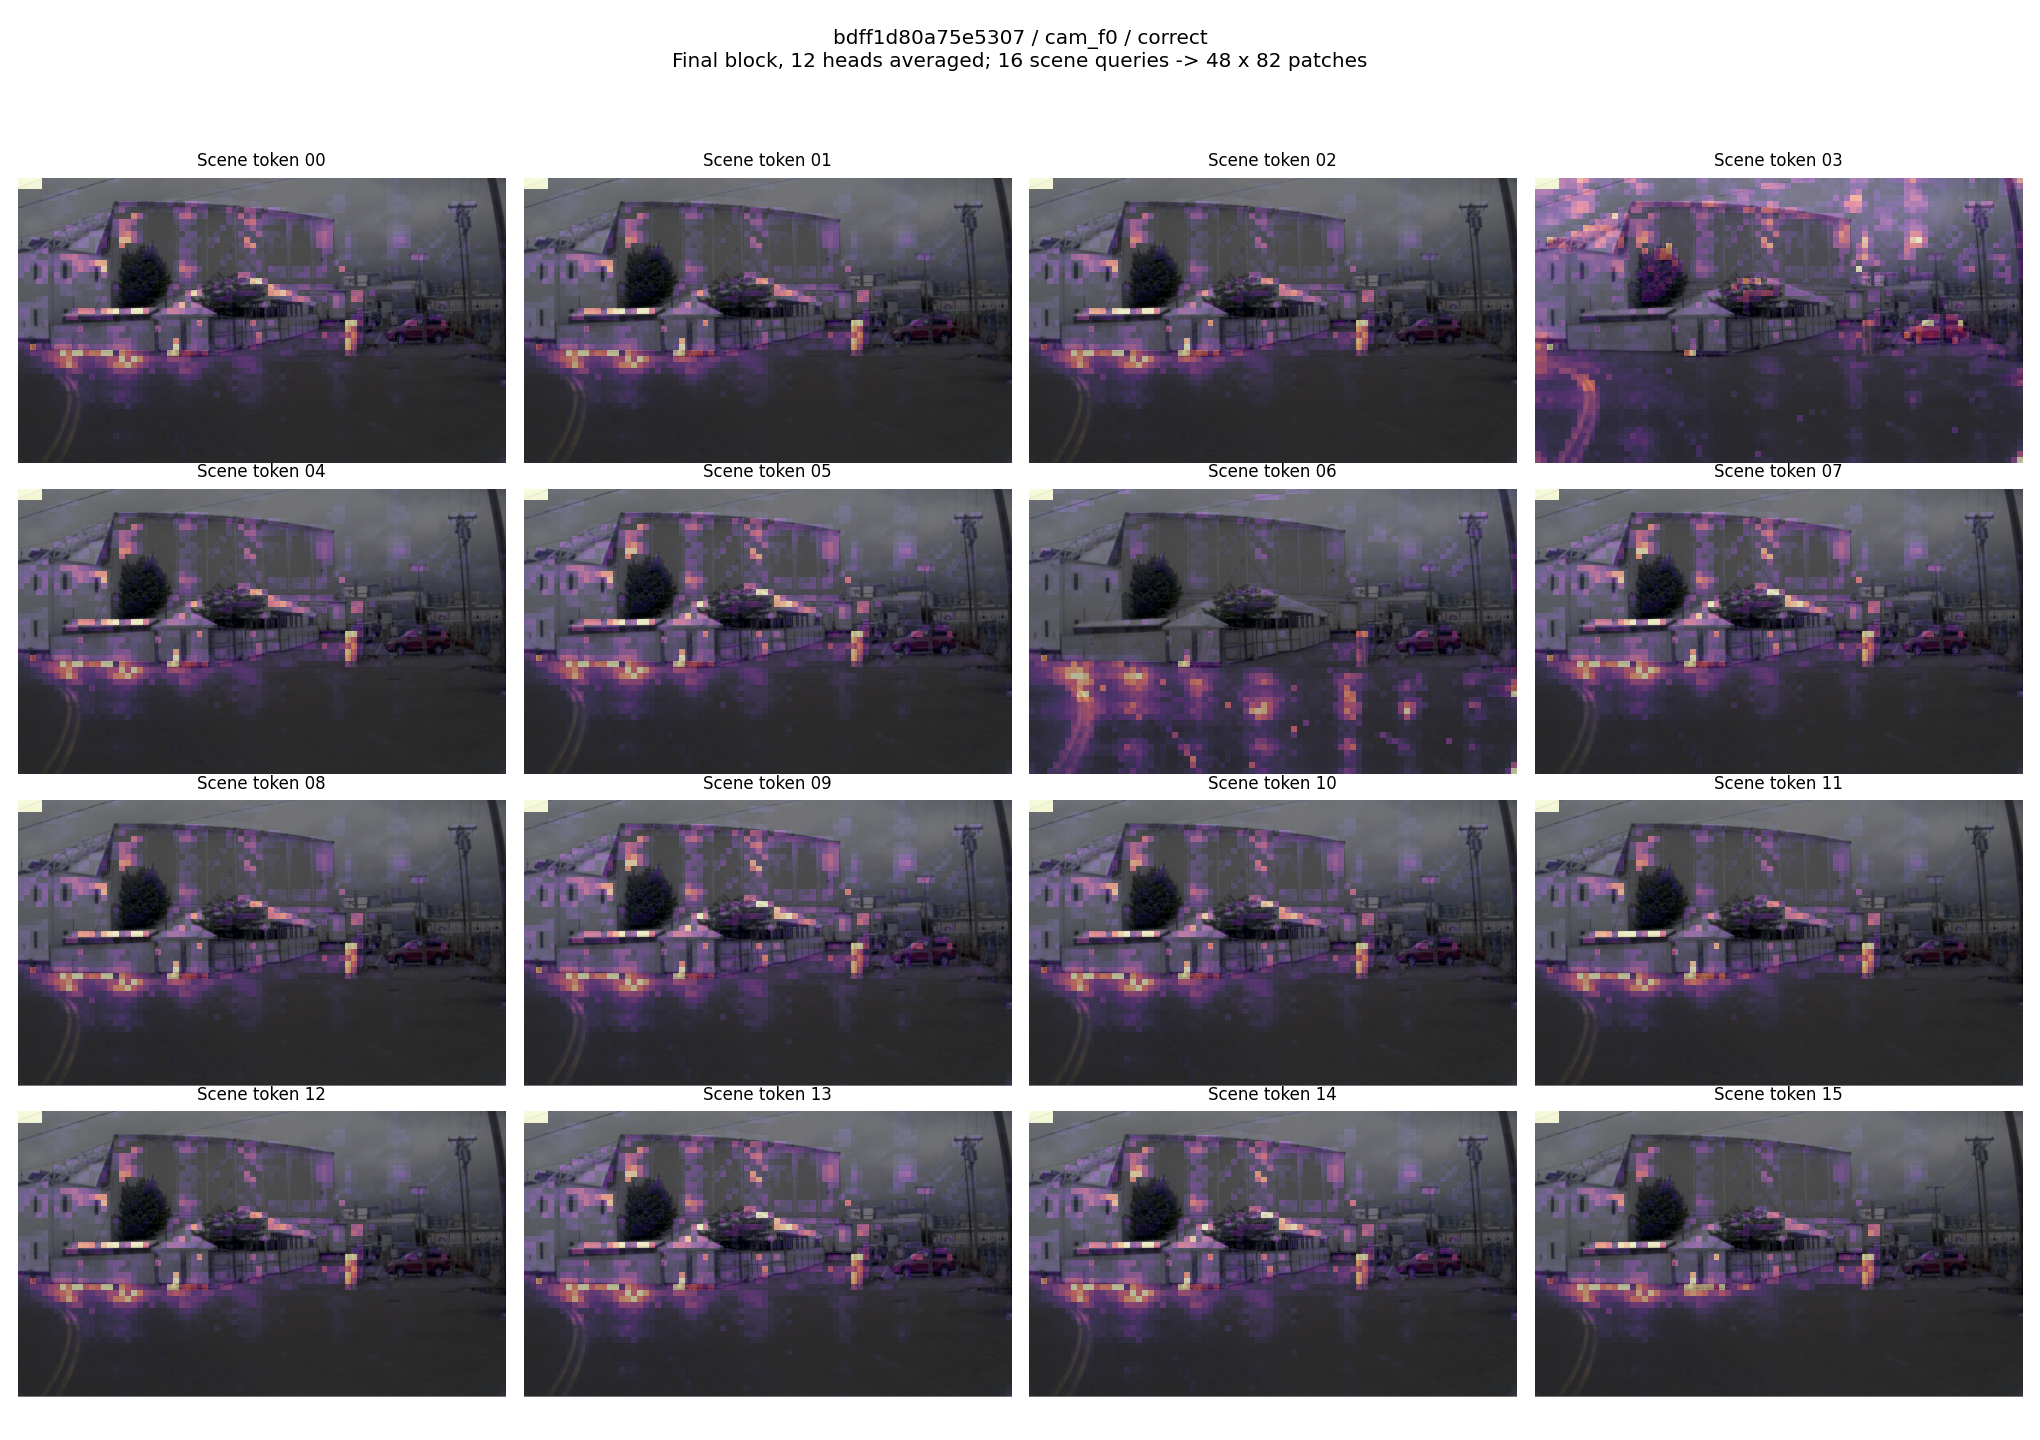 bdff1d80a75e5307 / cam_f0 / correct
Final block, 12 heads averaged; 16 scene queries -> 48 x 82 patches
Scene token 00
Scene token 01
Scene token 02
Scene token 03
Scene token 04
Scene token 05
Scene token 06
Scene token 07
Scene token 08
Scene token 09
Scene token 10
Scene token 11
Scene token 12
Scene token 13
Scene token 14
Scene token 15